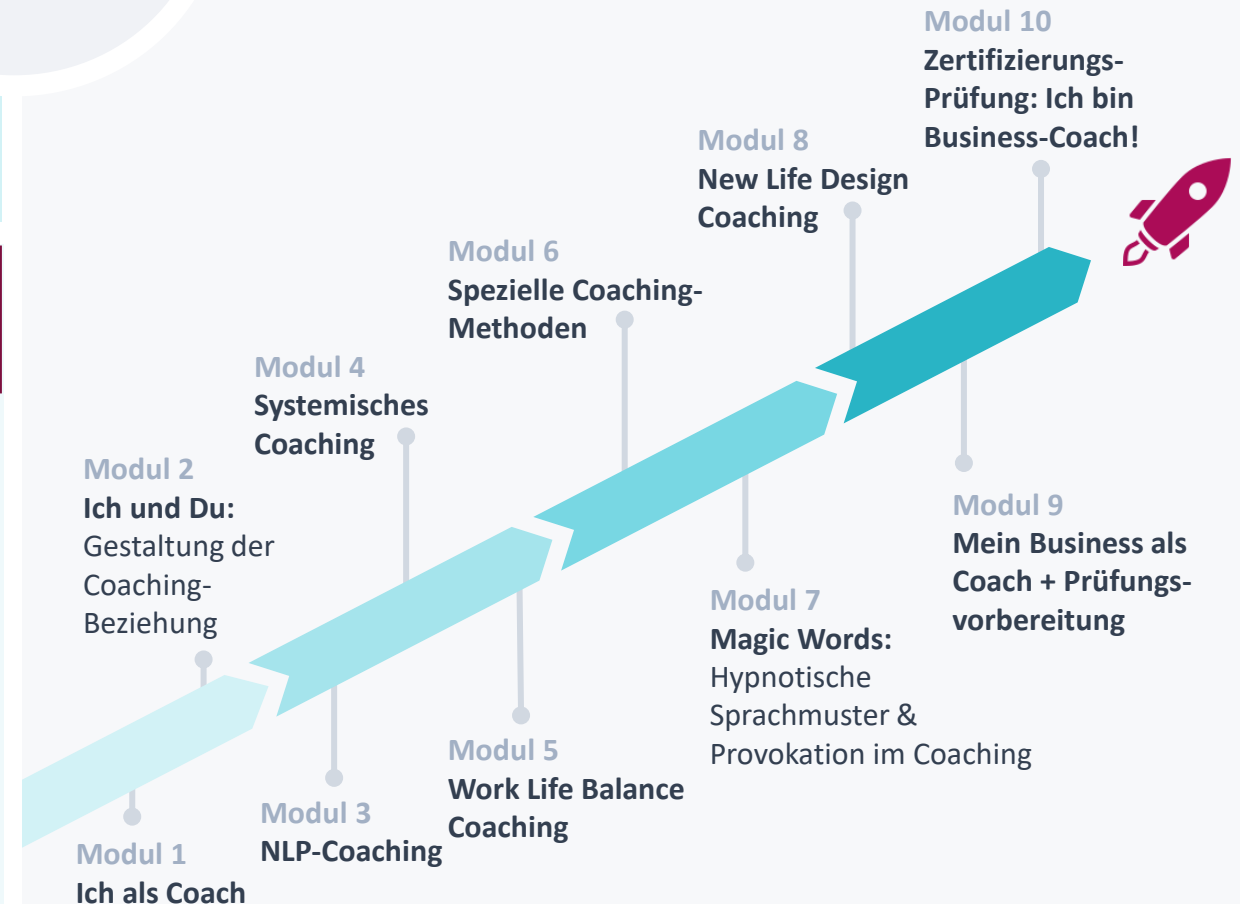 Modul 10
Zertifizierungs-
Prüfung: Ich bin
Business-Coach!
Modul 8
New Life Design
Coaching
Modul 6
Spezielle Coaching-
Methoden
Modul 4
Systemisches
Coaching
Modul 2
Ich und Du:
Gestaltung der
Coaching-
Beziehung
Modul 9
Mein Business als
Coach + Prüfungs-
vorbereitung
Modul 7
Magic Words:
Hypnotische
Sprachmuster &
Provokation im Coaching
Modul 5
Work Life Balance
Coaching
Modul 3
NLP-Coaching
Modul 1
Ich als Coach